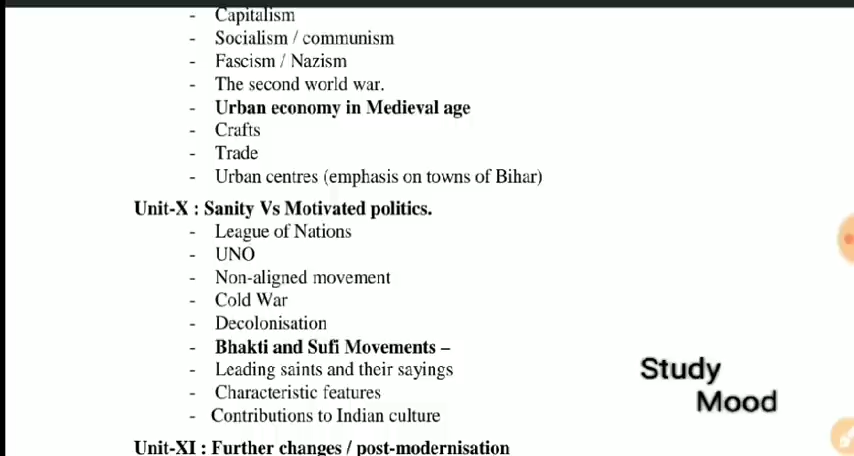 - Capitalism
- Socialism / communism
- Fascism / Nazism
- The second world war.
- Urban economy in Medieval age
- Crafts
- Trade
- Urban centres (emphasis on towns of Bihar)
Unit-X : Sanity Vs Motivated politics.
- League of Nations
- UNO
- Non-aligned movement
- Cold War
- Decolonisation
- Bhakti and Sufi Movements –
- Leading saints and their sayings
- Characteristic features
- Contributions to Indian culture
Unit-XI : Further changes / post-modernisation
Study
Mood